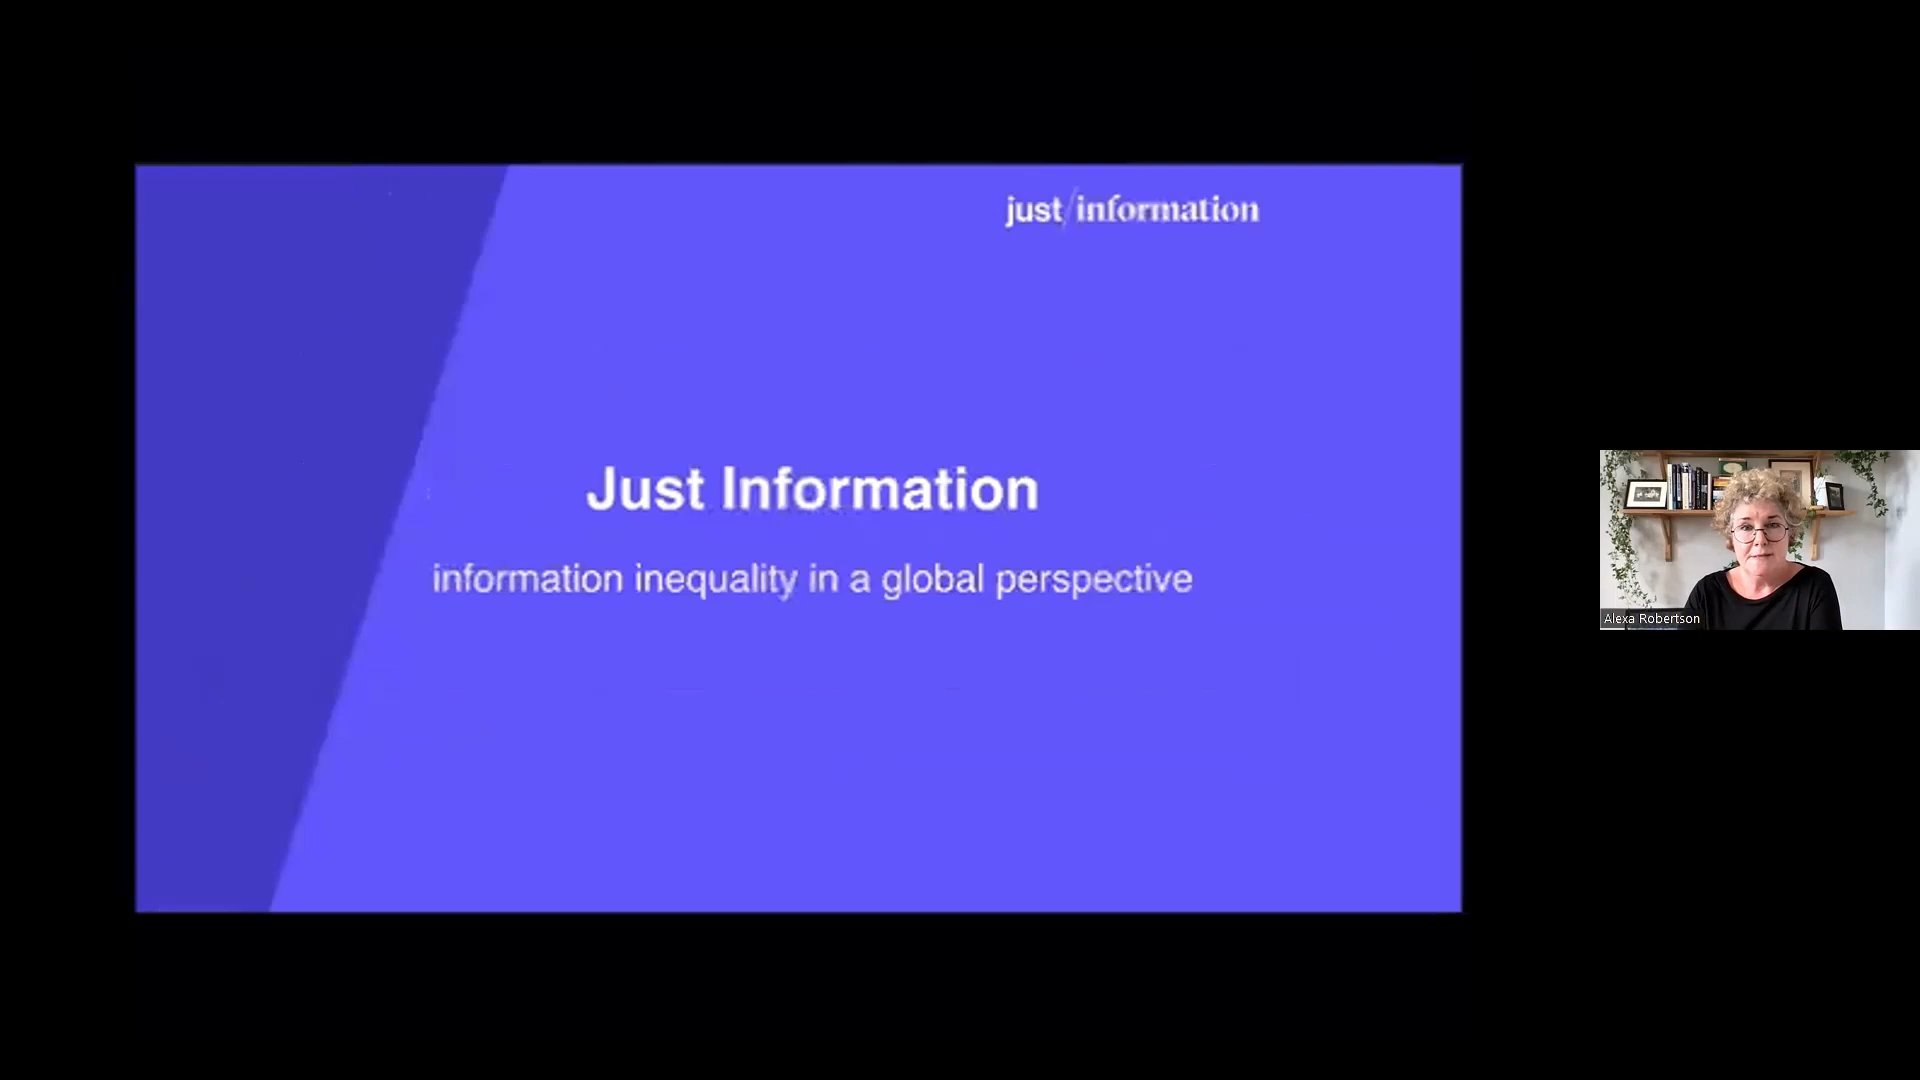 just/information
Just Information
information inequality in a global perspective
Alexa Robertson